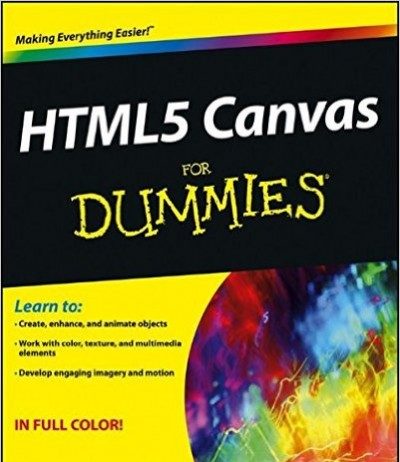 Making Everything Easier!™
HTML5 Canvas
FOR
DUMMIES®
Learn to:
• Create, enhance, and animate objects
• Work with color, texture, and multimedia
elements
• Develop engaging imagery and motion
IN FULL COLOR!